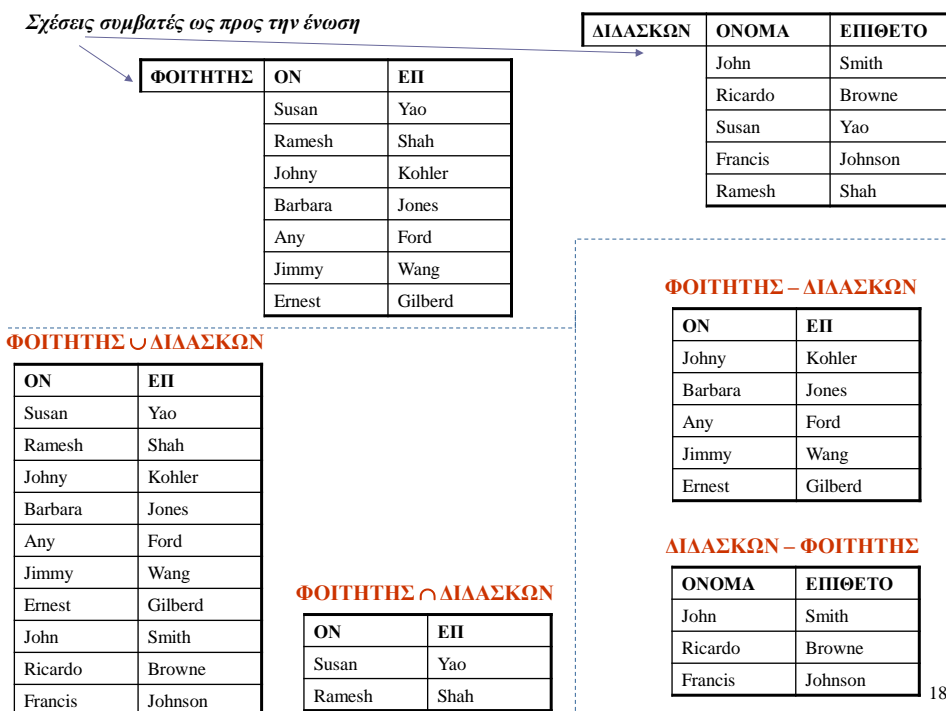 Σχέσεις συμβατές ως προς την ένωση
ΦΟΙΤΗΤΗΣ ΟΝ ΕΠ
Susan Yao
Ramesh Shah
Johny Kohler
Barbara Jones
Any Ford
Jimmy Wang
Ernest Gilberd
ΔΙΔΑΣΚΩΝ ΟΝΟΜΑ ΕΠΙΘΕΤΟ
John Smith
Ricardo Browne
Susan Yao
Francis Johnson
Ramesh Shah
ΦΟΙΤΗΤΗΣ ∪ ΔΙΔΑΣΚΩΝ
ΟΝ ΕΠ
Susan Yao
Ramesh Shah
Johny Kohler
Barbara Jones
Any Ford
Jimmy Wang
Ernest Gilberd
John Smith
Ricardo Browne
Francis Johnson
ΦΟΙΤΗΤΗΣ ∩ ΔΙΔΑΣΚΩΝ
ΟΝ ΕΠ
Susan Yao
Ramesh Shah
ΦΟΙΤΗΤΗΣ – ΔΙΔΑΣΚΩΝ
ΟΝ ΕΠ
Johny Kohler
Barbara Jones
Any Ford
Jimmy Wang
Ernest Gilberd
ΔΙΔΑΣΚΩΝ – ΦΟΙΤΗΤΗΣ
ΟΝΟΜΑ ΕΠΙΘΕΤΟ
John Smith
Ricardo Browne
Francis Johnson
18